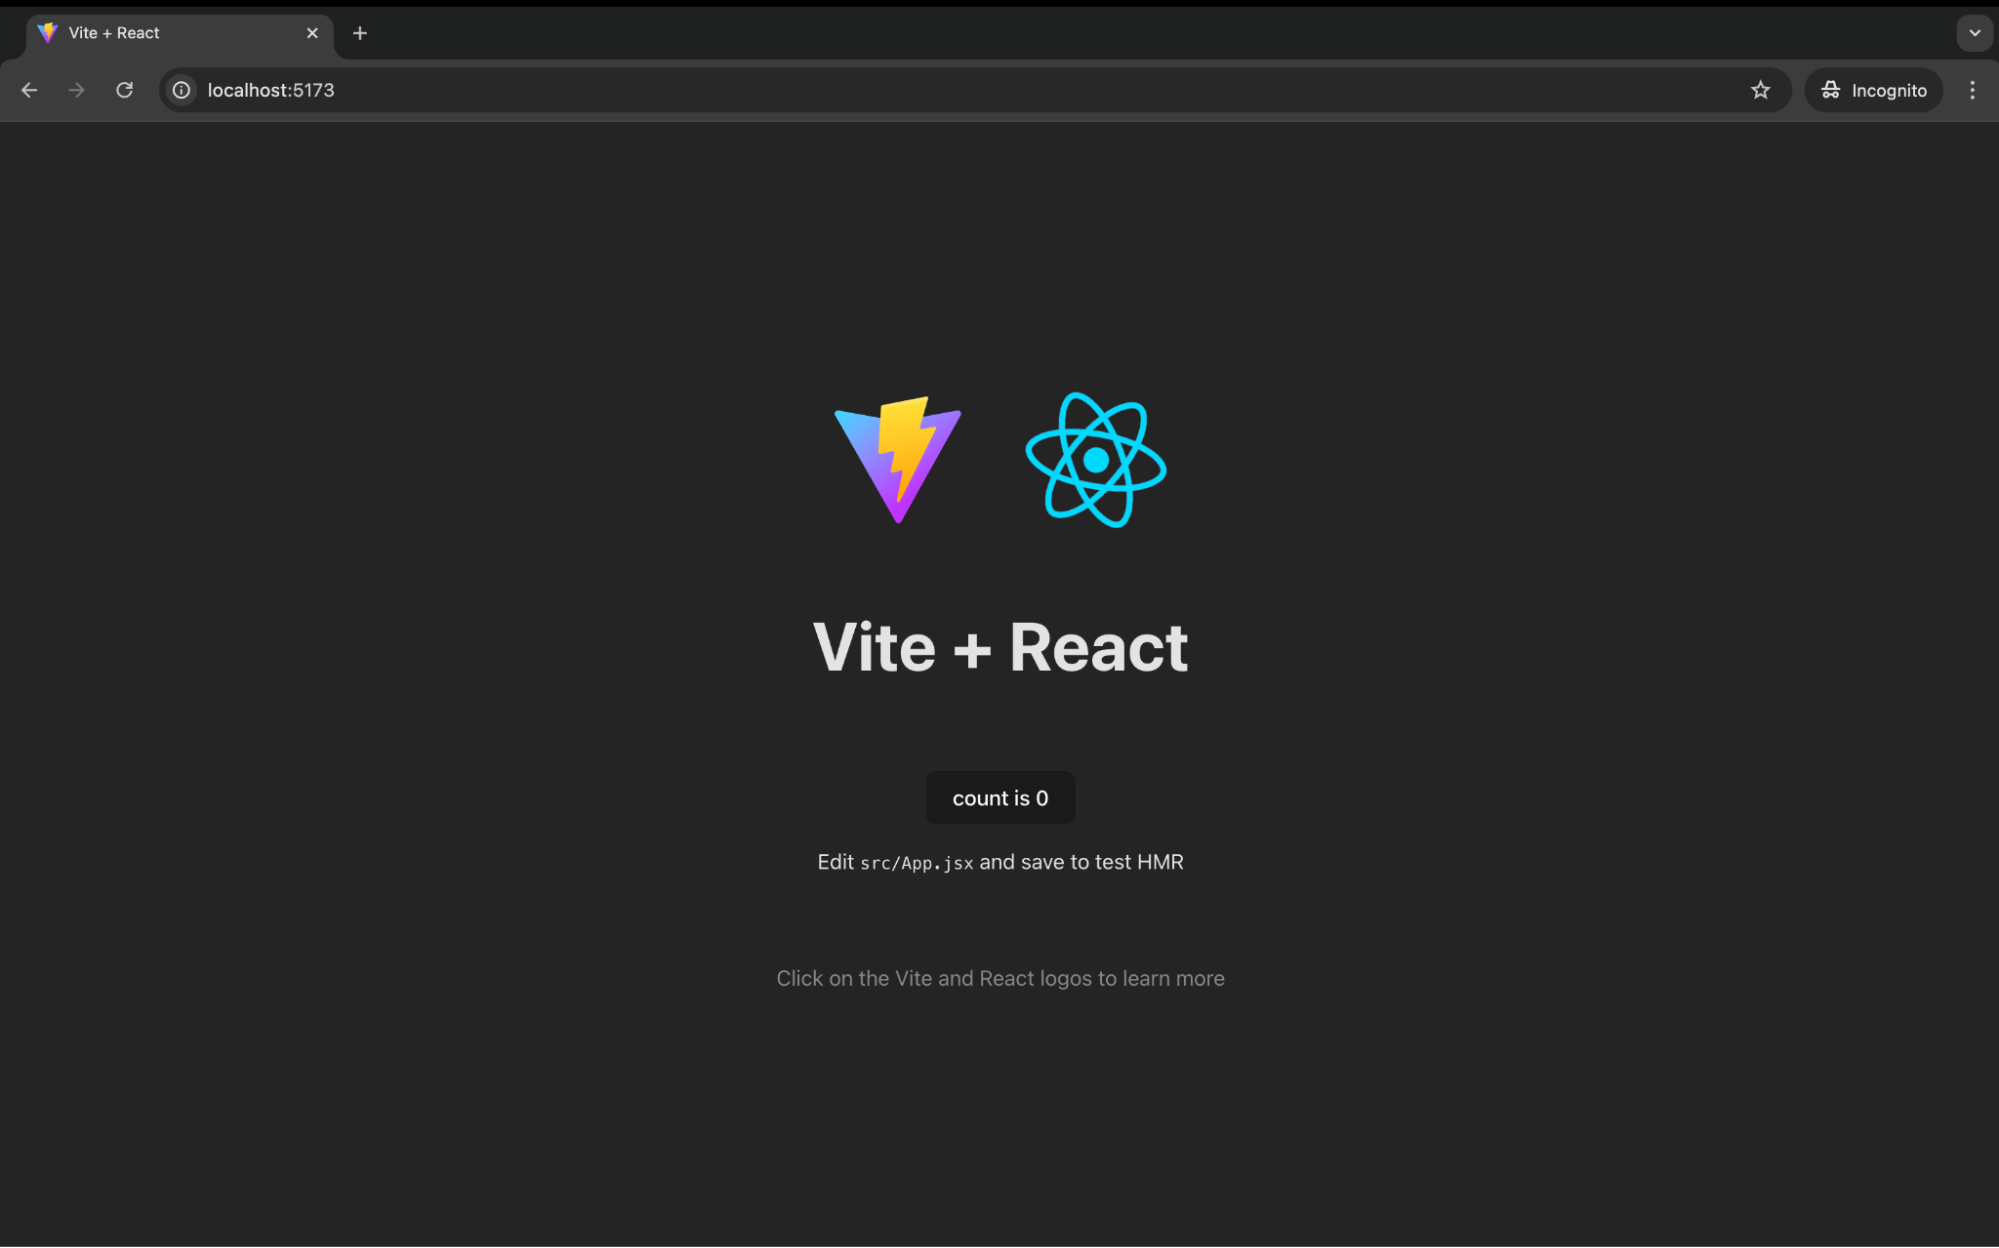 Vite + React
localhost:5173
Incognito
Vite + React
count is 0
Edit src/App.jsx and save to test HMR
Click on the Vite and React logos to learn more